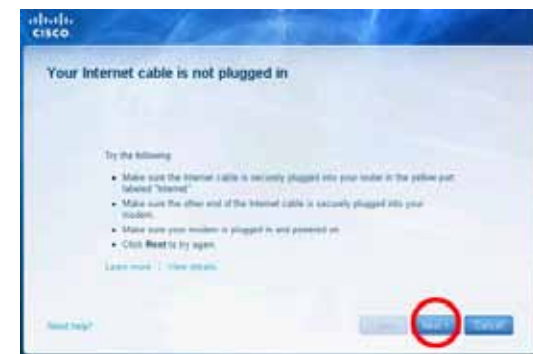 cisco
Your Internet cable is not plugged in
Try the following
Make sure the Internet cable is securely plugged into your router in the yellow port
labeled "Internet"
Make sure the other end of the Internet cable is securely plugged into your
modem.
Make sure your modem is plugged in and powered on
Click Next to try again.
Learn more | View details
Need help?
Next
Cancel